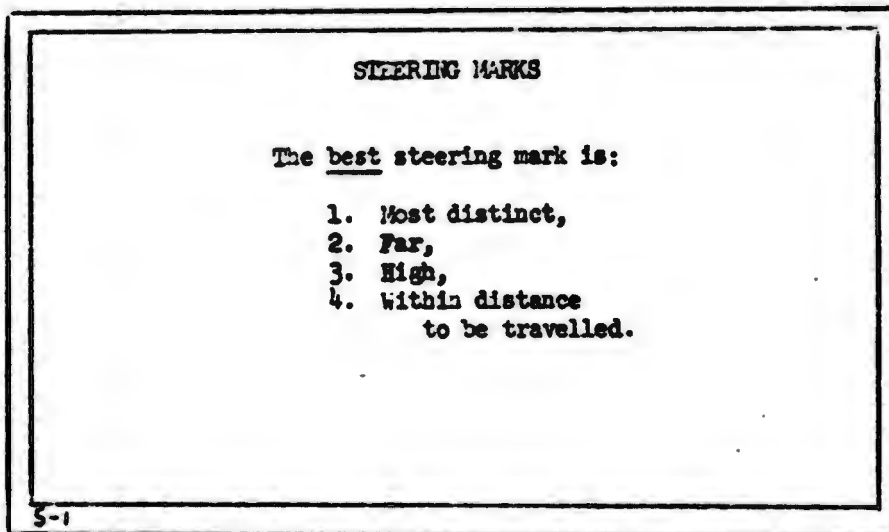 STEERING MARKS
The best steering mark is:
1. Most distinct,
2. Far,
3. High,
4. Within distance
to be travelled.
5-1